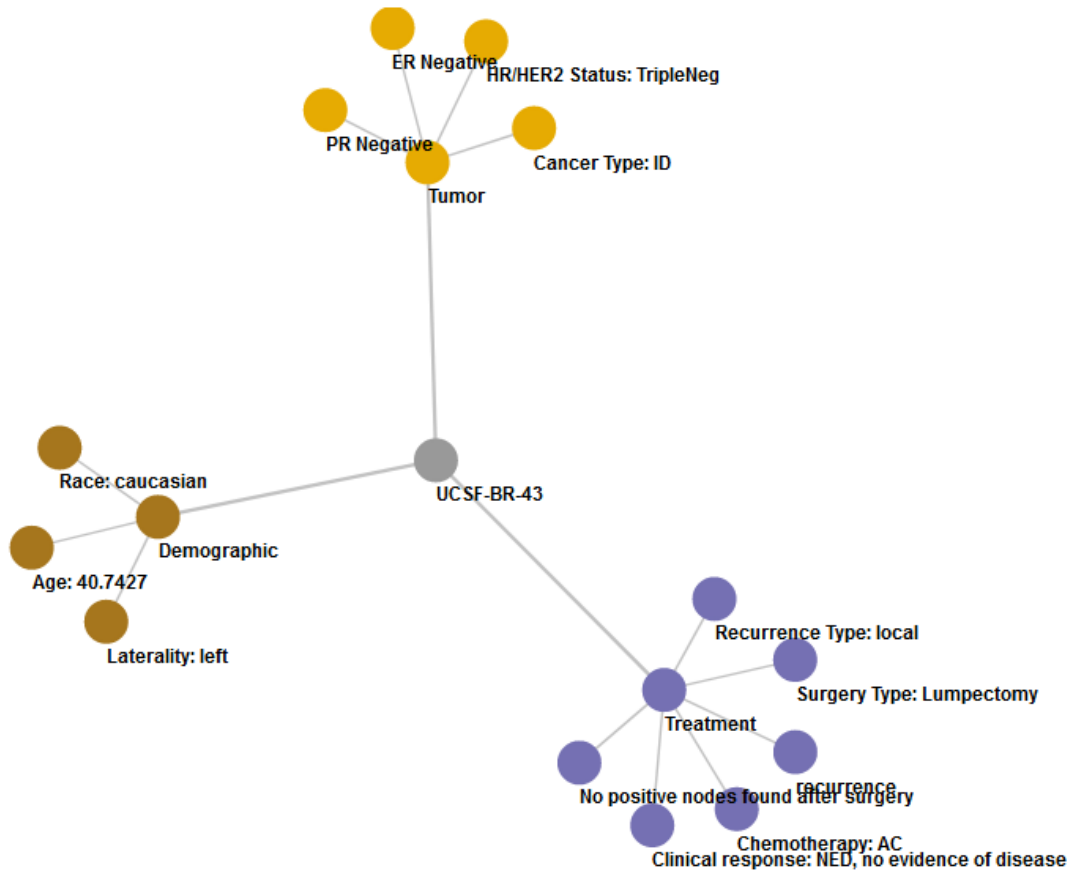 ER Negative
HR/HER2 Status: TripleNeg
PR Negative
Cancer Type: ID
Tumor
Race: caucasian
UCSF-BR-43
Demographic
Age: 40.7427
Laterality: left
Recurrence Type: local
Surgery Type: Lumpectomy
Treatment
recurrence
No positive nodes found after surgery
Chemotherapy: AC
Clinical response: NED, no evidence of disease